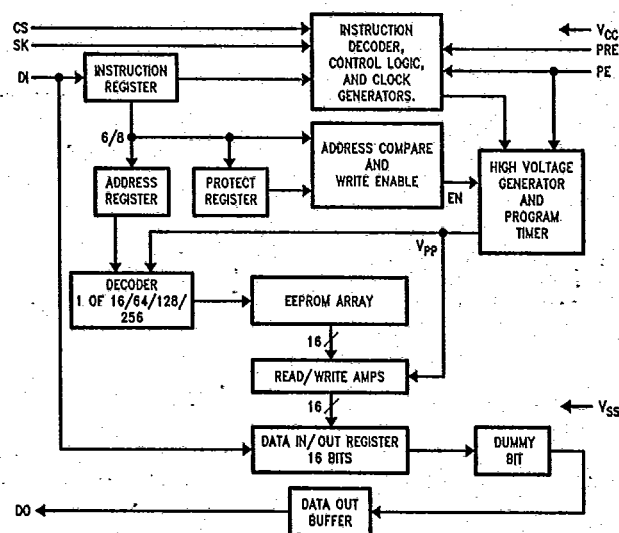 CS
SK
DI
INSTRUCTION
REGISTER
INSTRUCTION
DECODER,
CONTROL LOGIC,
AND CLOCK
GENERATORS.
VCC
PRE
PE
6/8
ADDRESS
REGISTER
PROTECT
REGISTER
ADDRESS COMPARE
AND
WRITE ENABLE
EN
HIGH VOLTAGE
GENERATOR
AND
PROGRAM
TIMER
VPP
DECODER
1 OF 16/64/128/
256
EEPROM ARRAY
16
READ/WRITE AMPS
16
VSS
DATA IN/OUT REGISTER
16 BITS
DUMMY
BIT
DO
DATA OUT
BUFFER